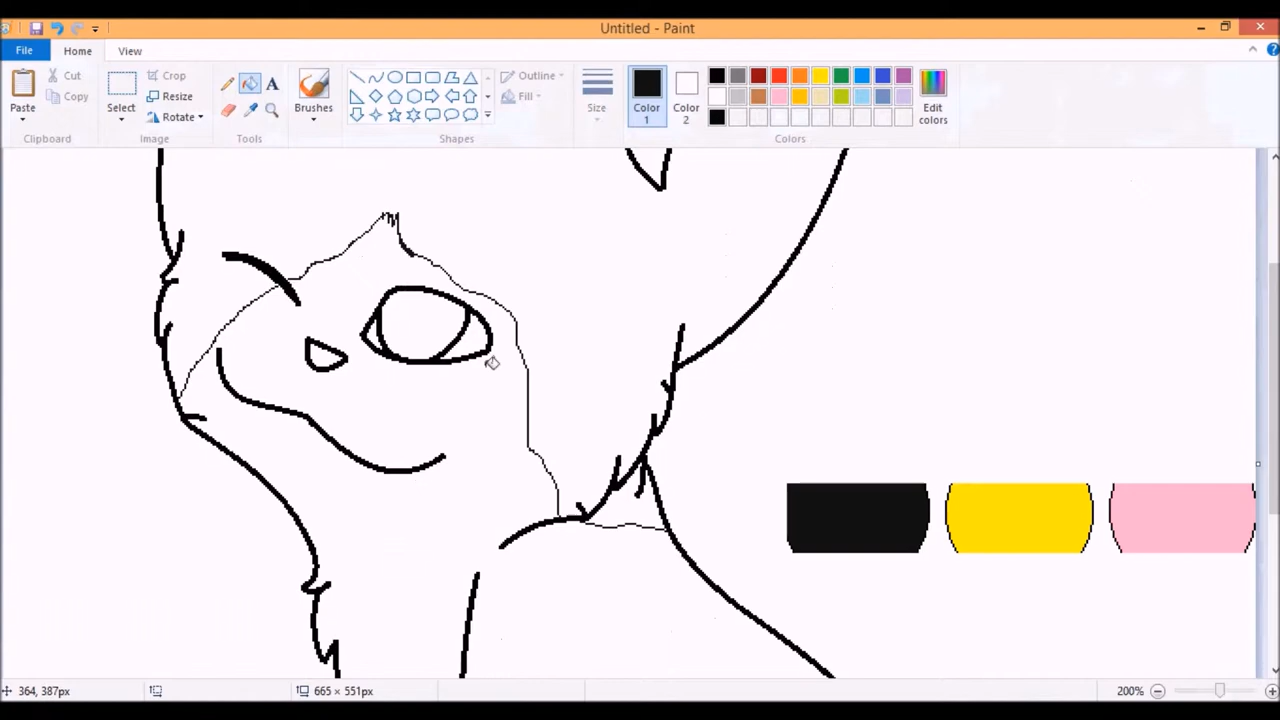 Untitled - Paint
File Home View
Paste
Cut
Copy
Clipboard
Select
Crop
Resize
Rotate
Image
A
Tools
Brushes
Outline
Fill
Shapes
Size
Color 1
Color 2
Edit colors
Colors
364, 387px
665 × 551px
200%